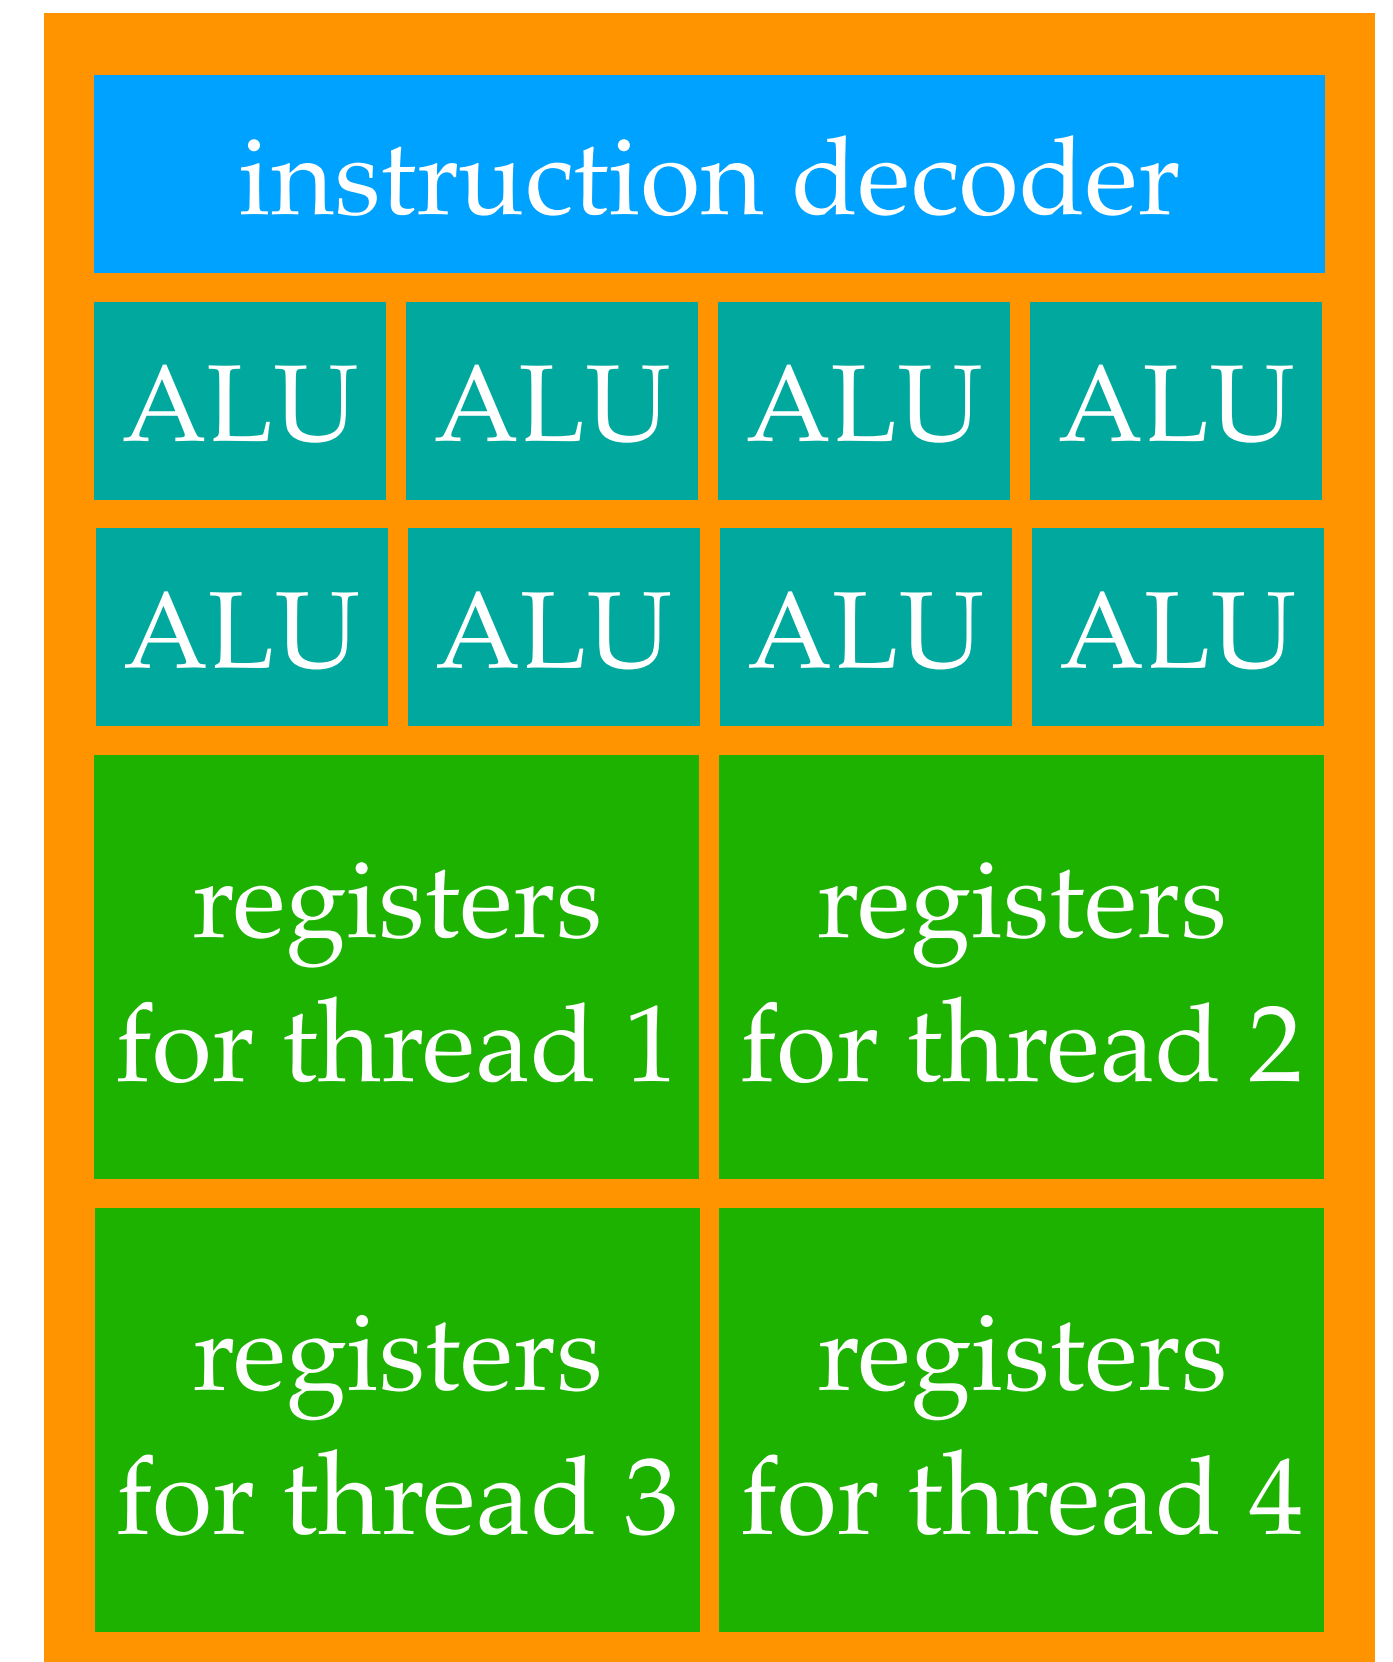 instruction decoder
ALU ALU ALU ALU
ALU ALU ALU ALU
registers
for thread 1
registers
for thread 2
registers
for thread 3
registers
for thread 4